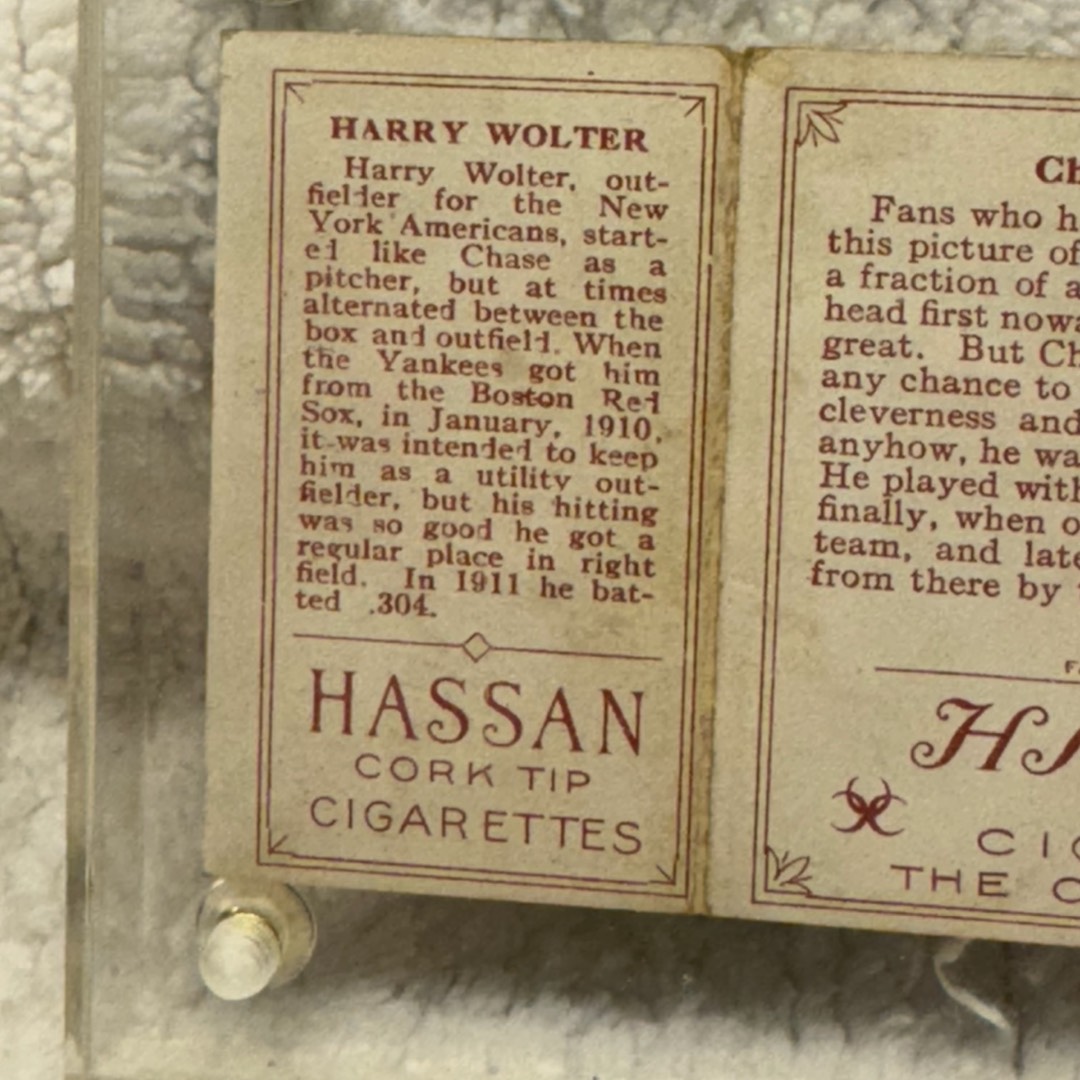 HARRY WOLTER
Harry Wolter, out-
fielder for the New
York Americans, start-
ed like Chase as a
pitcher, but at times
alternated between the
box and outfield. When
the Yankees got him
from the Boston Red
Sox, in January, 1910,
it was intended to keep
him as a utility out-
fielder, but his hitting
was so good he got a
regular place in right
field. In 1911 he bat-
ted .304.
HASSAN
CORK TIP
CIGARETTES
Ch
Fans who h
this picture of
a fraction of a
head first nowa
great. But Ch
any chance to
cleverness and
anyhow, he wa
He played with
finally, when o
team, and late
from there by
F
HA
CIG
THE